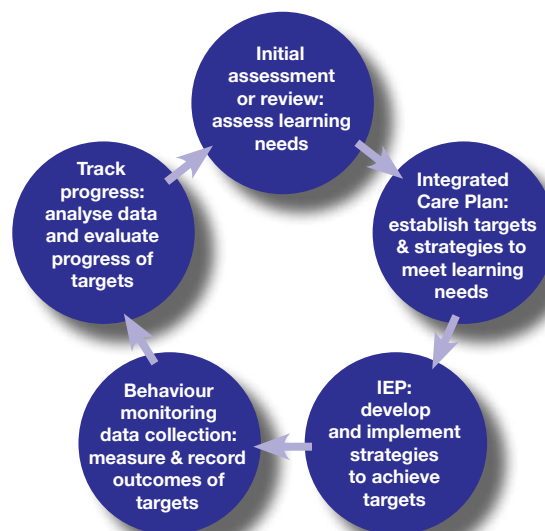 Initial
assessment
or review:
assess learning
needs
Integrated
Care Plan:
establish targets
& strategies to
meet learning
needs
IEP:
develop
and implement
strategies
to achieve
targets
Behaviour
monitoring
data collection:
measure & record
outcomes of
targets
Track
progress:
analyse data
and evaluate
progress of
targets